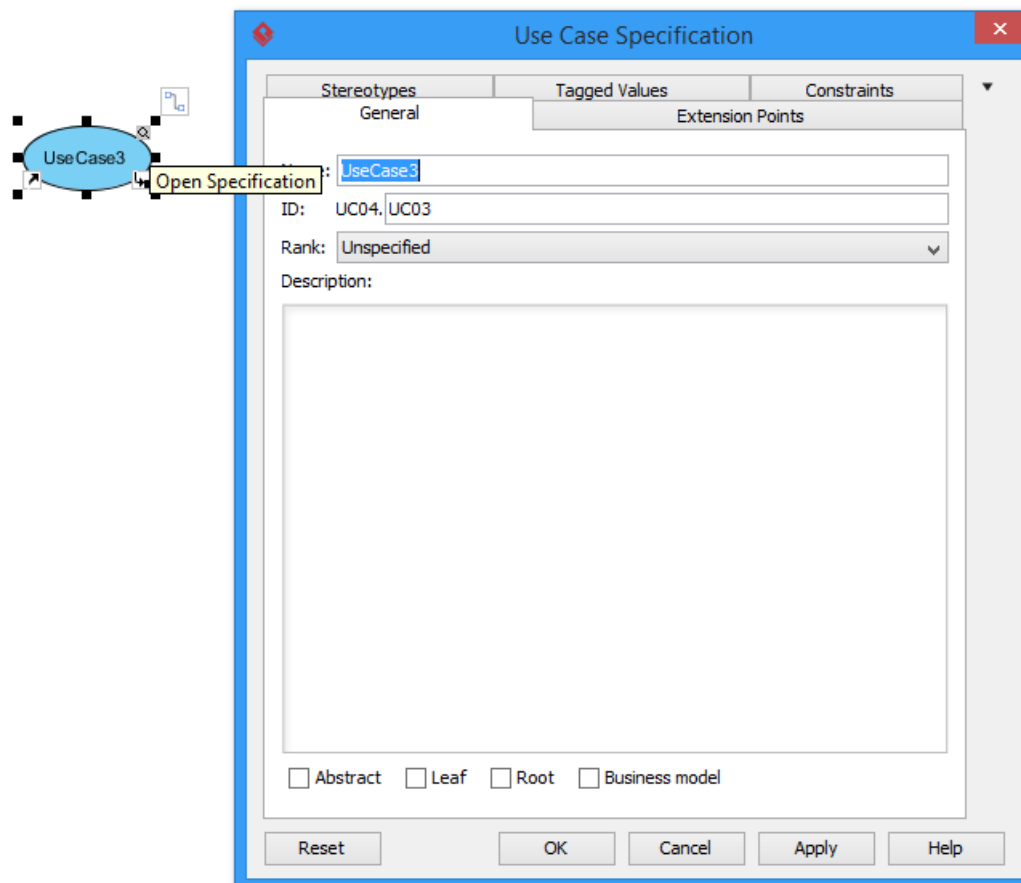 Use Case Specification
Stereotypes Tagged Values Constraints
General Extension Points
UseCase3
Open Specification
UseCase3
ID: UC04. UC03
Rank: Unspecified
Description:
Abstract Leaf Root Business model
Reset OK Cancel Apply Help